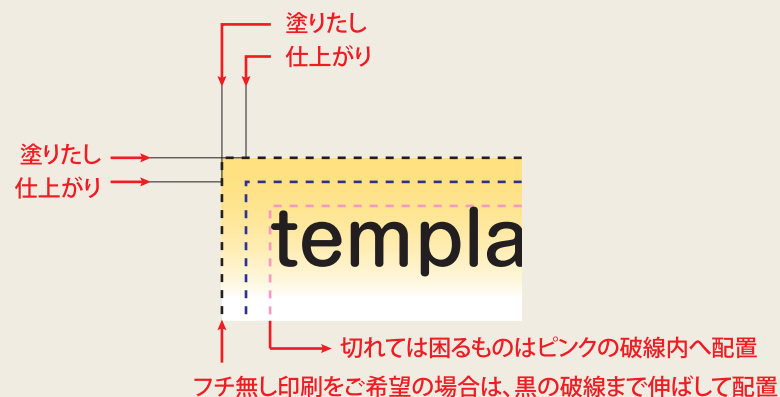 塗りたし
仕上がり
塗りたし
仕上がり
templa
切れては困るものはピンクの破線内へ配置
フチ無し印刷をご希望の場合は、黒の破線まで伸ばして配置